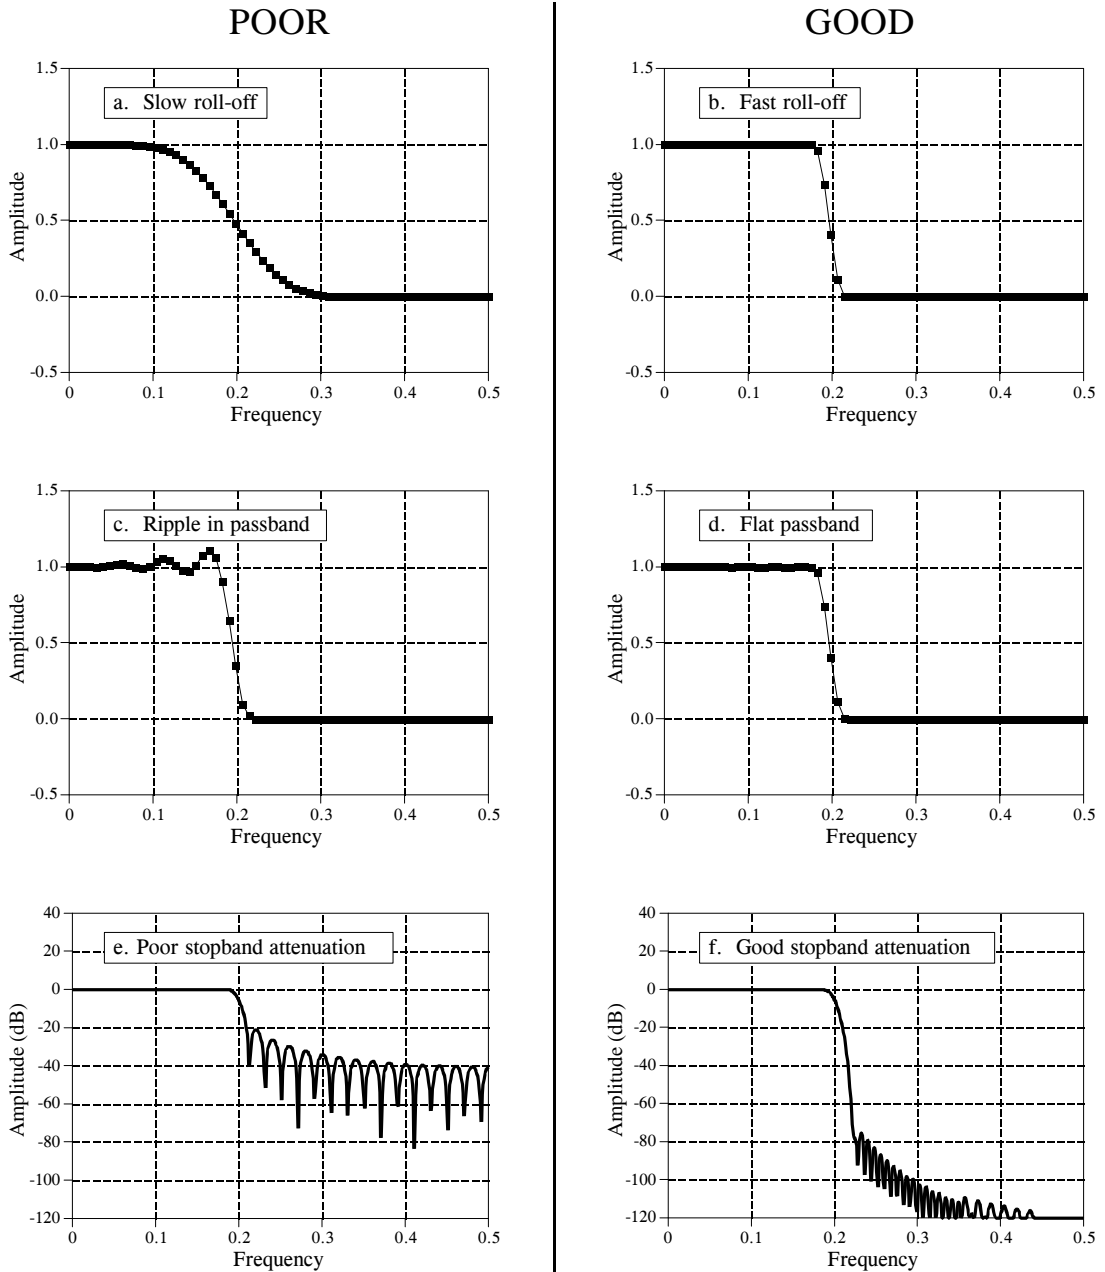 POOR
GOOD
1.5
1.0
0.5
0.0
-0.5
Amplitude
a. Slow roll-off
0 0.1 0.2 0.3 0.4 0.5
Frequency
1.5
1.0
0.5
0.0
-0.5
Amplitude
b. Fast roll-off
0 0.1 0.2 0.3 0.4 0.5
Frequency
1.5
1.0
0.5
0.0
-0.5
Amplitude
c. Ripple in passband
0 0.1 0.2 0.3 0.4 0.5
Frequency
1.5
1.0
0.5
0.0
-0.5
Amplitude
d. Flat passband
0 0.1 0.2 0.3 0.4 0.5
Frequency
40
20
0
-20
-40
-60
-80
-100
-120
Amplitude (dB)
e. Poor stopband attenuation
0 0.1 0.2 0.3 0.4 0.5
Frequency
40
20
0
-20
-40
-60
-80
-100
-120
Amplitude (dB)
f. Good stopband attenuation
0 0.1 0.2 0.3 0.4 0.5
Frequency